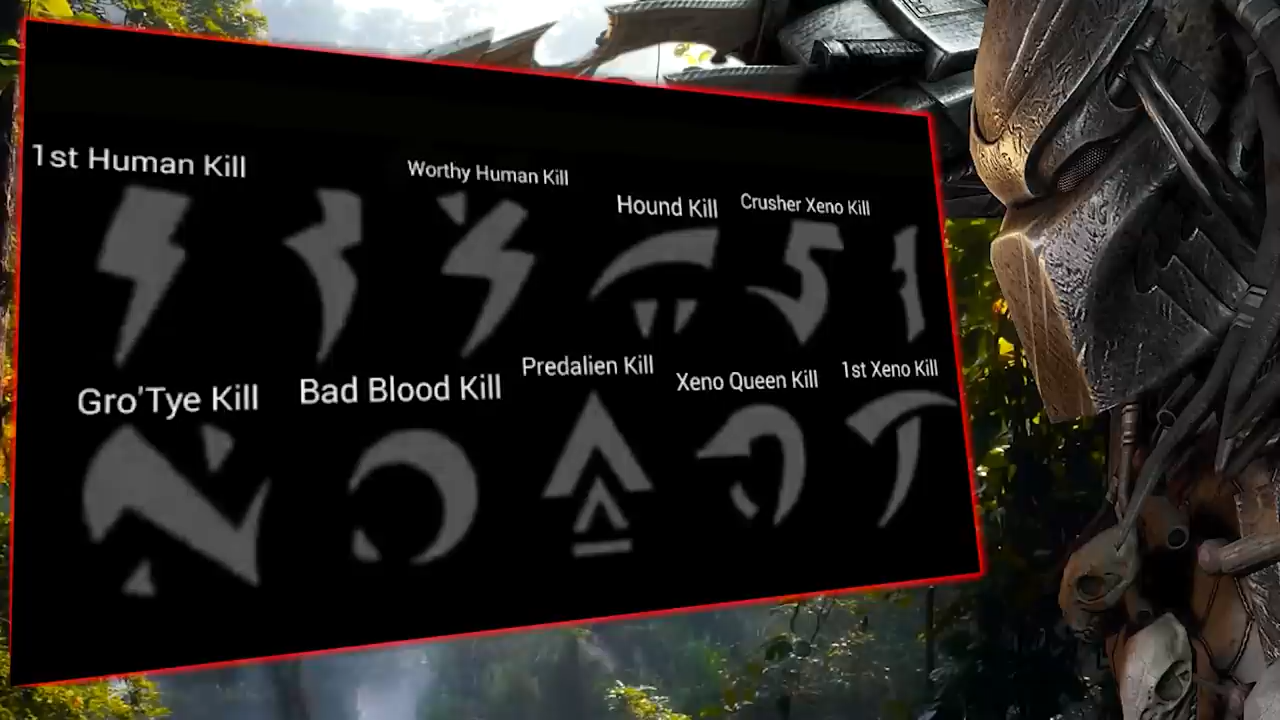 1st Human Kill
Worthy Human Kill
Hound Kill
Crusher Xeno Kill
Gro'Tye Kill
Bad Blood Kill
Predalien Kill
Xeno Queen Kill
1st Xeno Kill